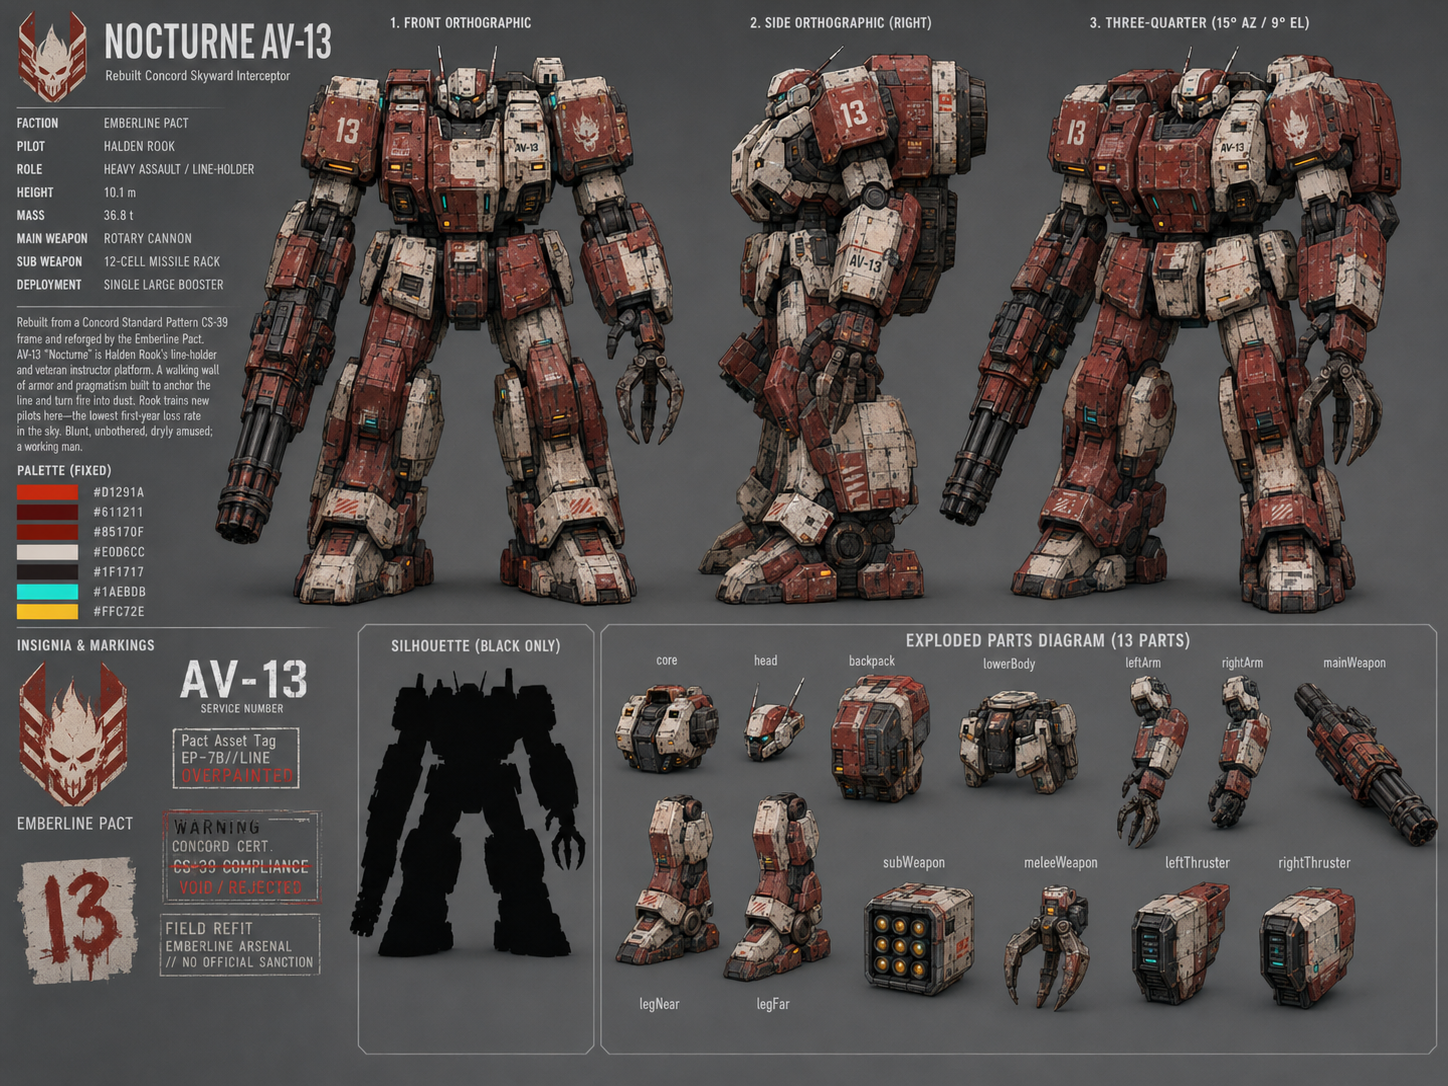 NOCTURNE AV-13
Rebuilt Concord Skyward Interceptor
FACTION EMBERLINE PACT
PILOT HALDEN ROOK
ROLE HEAVY ASSAULT / LINE-HOLDER
HEIGHT 10.1 m
MASS 36.8 t
MAIN WEAPON ROTARY CANNON
SUB WEAPON 12-CELL MISSILE RACK
DEPLOYMENT SINGLE LARGE BOOSTER
Rebuilt from a Concord Standard Pattern CS-39
frame and reforged by the Emberline Pact.
AV-13 "Nocturne" is Halden Rook's line-holder
and veteran instructor platform. A walking wall
of armor and pragmatism built to anchor the
line and turn fire into dust. Rook trains new
pilots here—the lowest first-year loss rate
in the sky. Blunt, unbothered, dryly amused;
a working man.
PALETTE (FIXED)
#D1291A
#611211
#85170F
#E0D6CC
#1F1717
#1AEBDB
#FFC72E
1. FRONT ORTHOGRAPHIC
13
AV-13
2. SIDE ORTHOGRAPHIC (RIGHT)
13
AV-13
3. THREE-QUARTER (15° AZ / 9° EL)
13
AV-13
INSIGNIA & MARKINGS
EMBERLINE PACT
13
AV-13
SERVICE NUMBER
Pact Asset Tag
EP-7B//LINE
OVERPAINTED
WARNING
CONCORD CERT.
CS-39 COMPLIANCE
VOID / REJECTED
FIELD REFIT
EMBERLINE ARSENAL
// NO OFFICIAL SANCTION
SILHOUETTE (BLACK ONLY)
EXPLODED PARTS DIAGRAM (13 PARTS)
core
head
backpack
lowerBody
leftArm
rightArm
mainWeapon
legNear
legFar
subWeapon
meleeWeapon
leftThruster
rightThruster